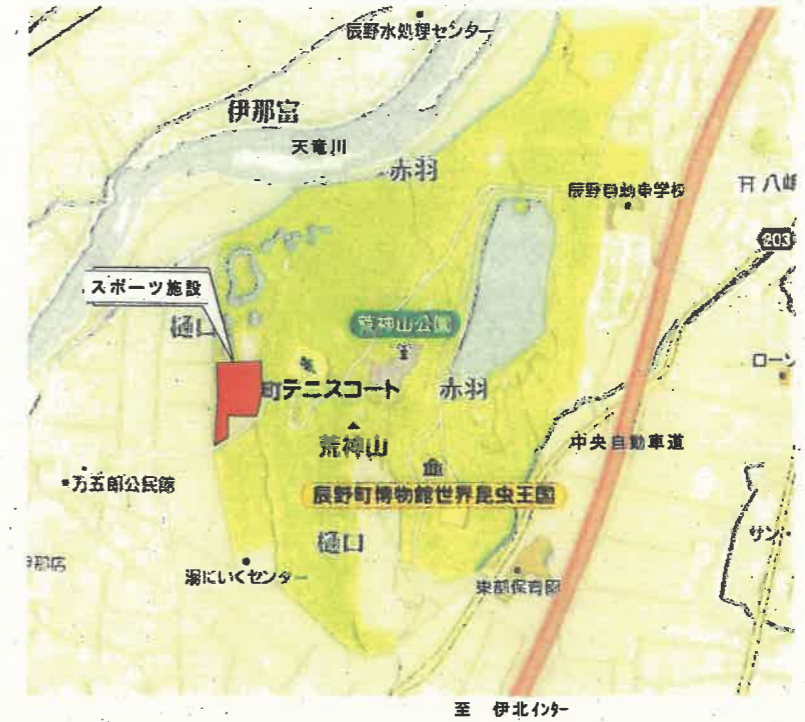 辰野水処理センター
伊那富
天竜川
赤羽
辰野自動車学校
八幡
203
スポーツ施設
樋口
荒神山公園
ローソ
町テニスコート
赤羽
荒神山
中央自動車道
万五郎公民館
辰野町博物館世界昆虫王国
樋口
サン
湯にいくセンター
東部保育園
至 伊北インター